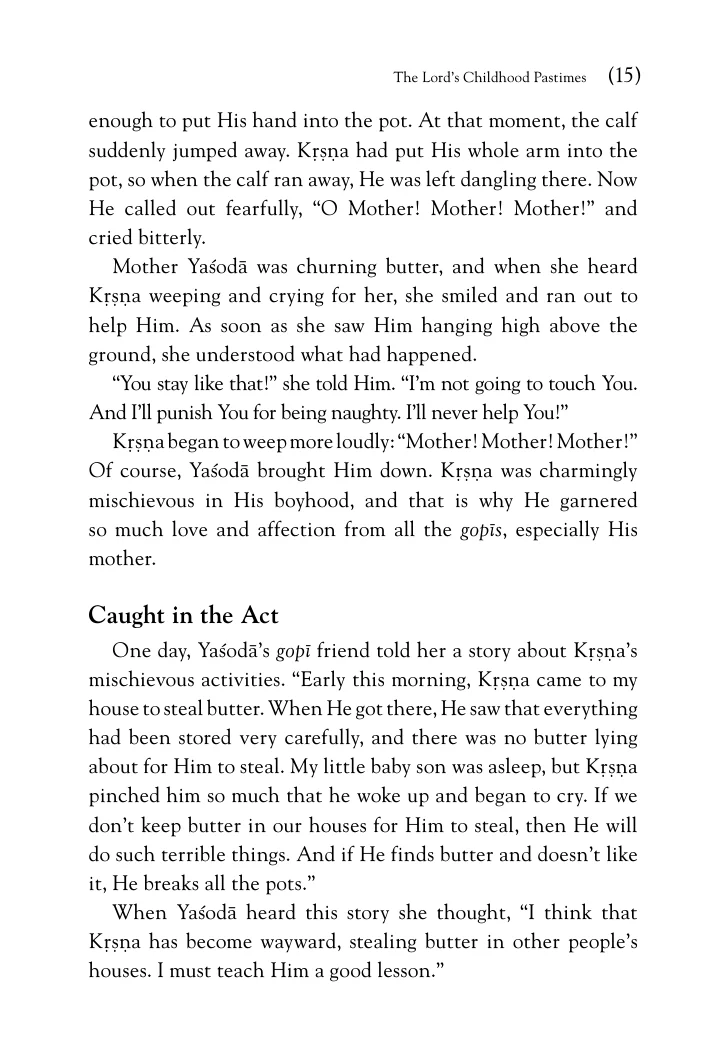 The Lord’s Childhood Pastimes (15)
enough to put His hand into the pot. At that moment, the calf
suddenly jumped away. Kṛṣṇa had put His whole arm into the
pot, so when the calf ran away, He was left dangling there. Now
He called out fearfully, “O Mother! Mother! Mother!” and
cried bitterly.
Mother Yaśodā was churning butter, and when she heard
Kṛṣṇa weeping and crying for her, she smiled and ran out to
help Him. As soon as she saw Him hanging high above the
ground, she understood what had happened.
“You stay like that!” she told Him. “I’m not going to touch You.
And I’ll punish You for being naughty. I’ll never help You!”
Kṛṣṇa began to weep more loudly: “Mother! Mother! Mother!”
Of course, Yaśodā brought Him down. Kṛṣṇa was charmingly
mischievous in His boyhood, and that is why He garnered
so much love and affection from all the gopīs, especially His
mother.
Caught in the Act
One day, Yaśodā’s gopī friend told her a story about Kṛṣṇa’s
mischievous activities. “Early this morning, Kṛṣṇa came to my
house to steal butter. When He got there, He saw that everything
had been stored very carefully, and there was no butter lying
about for Him to steal. My little baby son was asleep, but Kṛṣṇa
pinched him so much that he woke up and began to cry. If we
don’t keep butter in our houses for Him to steal, then He will
do such terrible things. And if He finds butter and doesn’t like
it, He breaks all the pots.”
When Yaśodā heard this story she thought, “I think that
Kṛṣṇa has become wayward, stealing butter in other people’s
houses. I must teach Him a good lesson.”